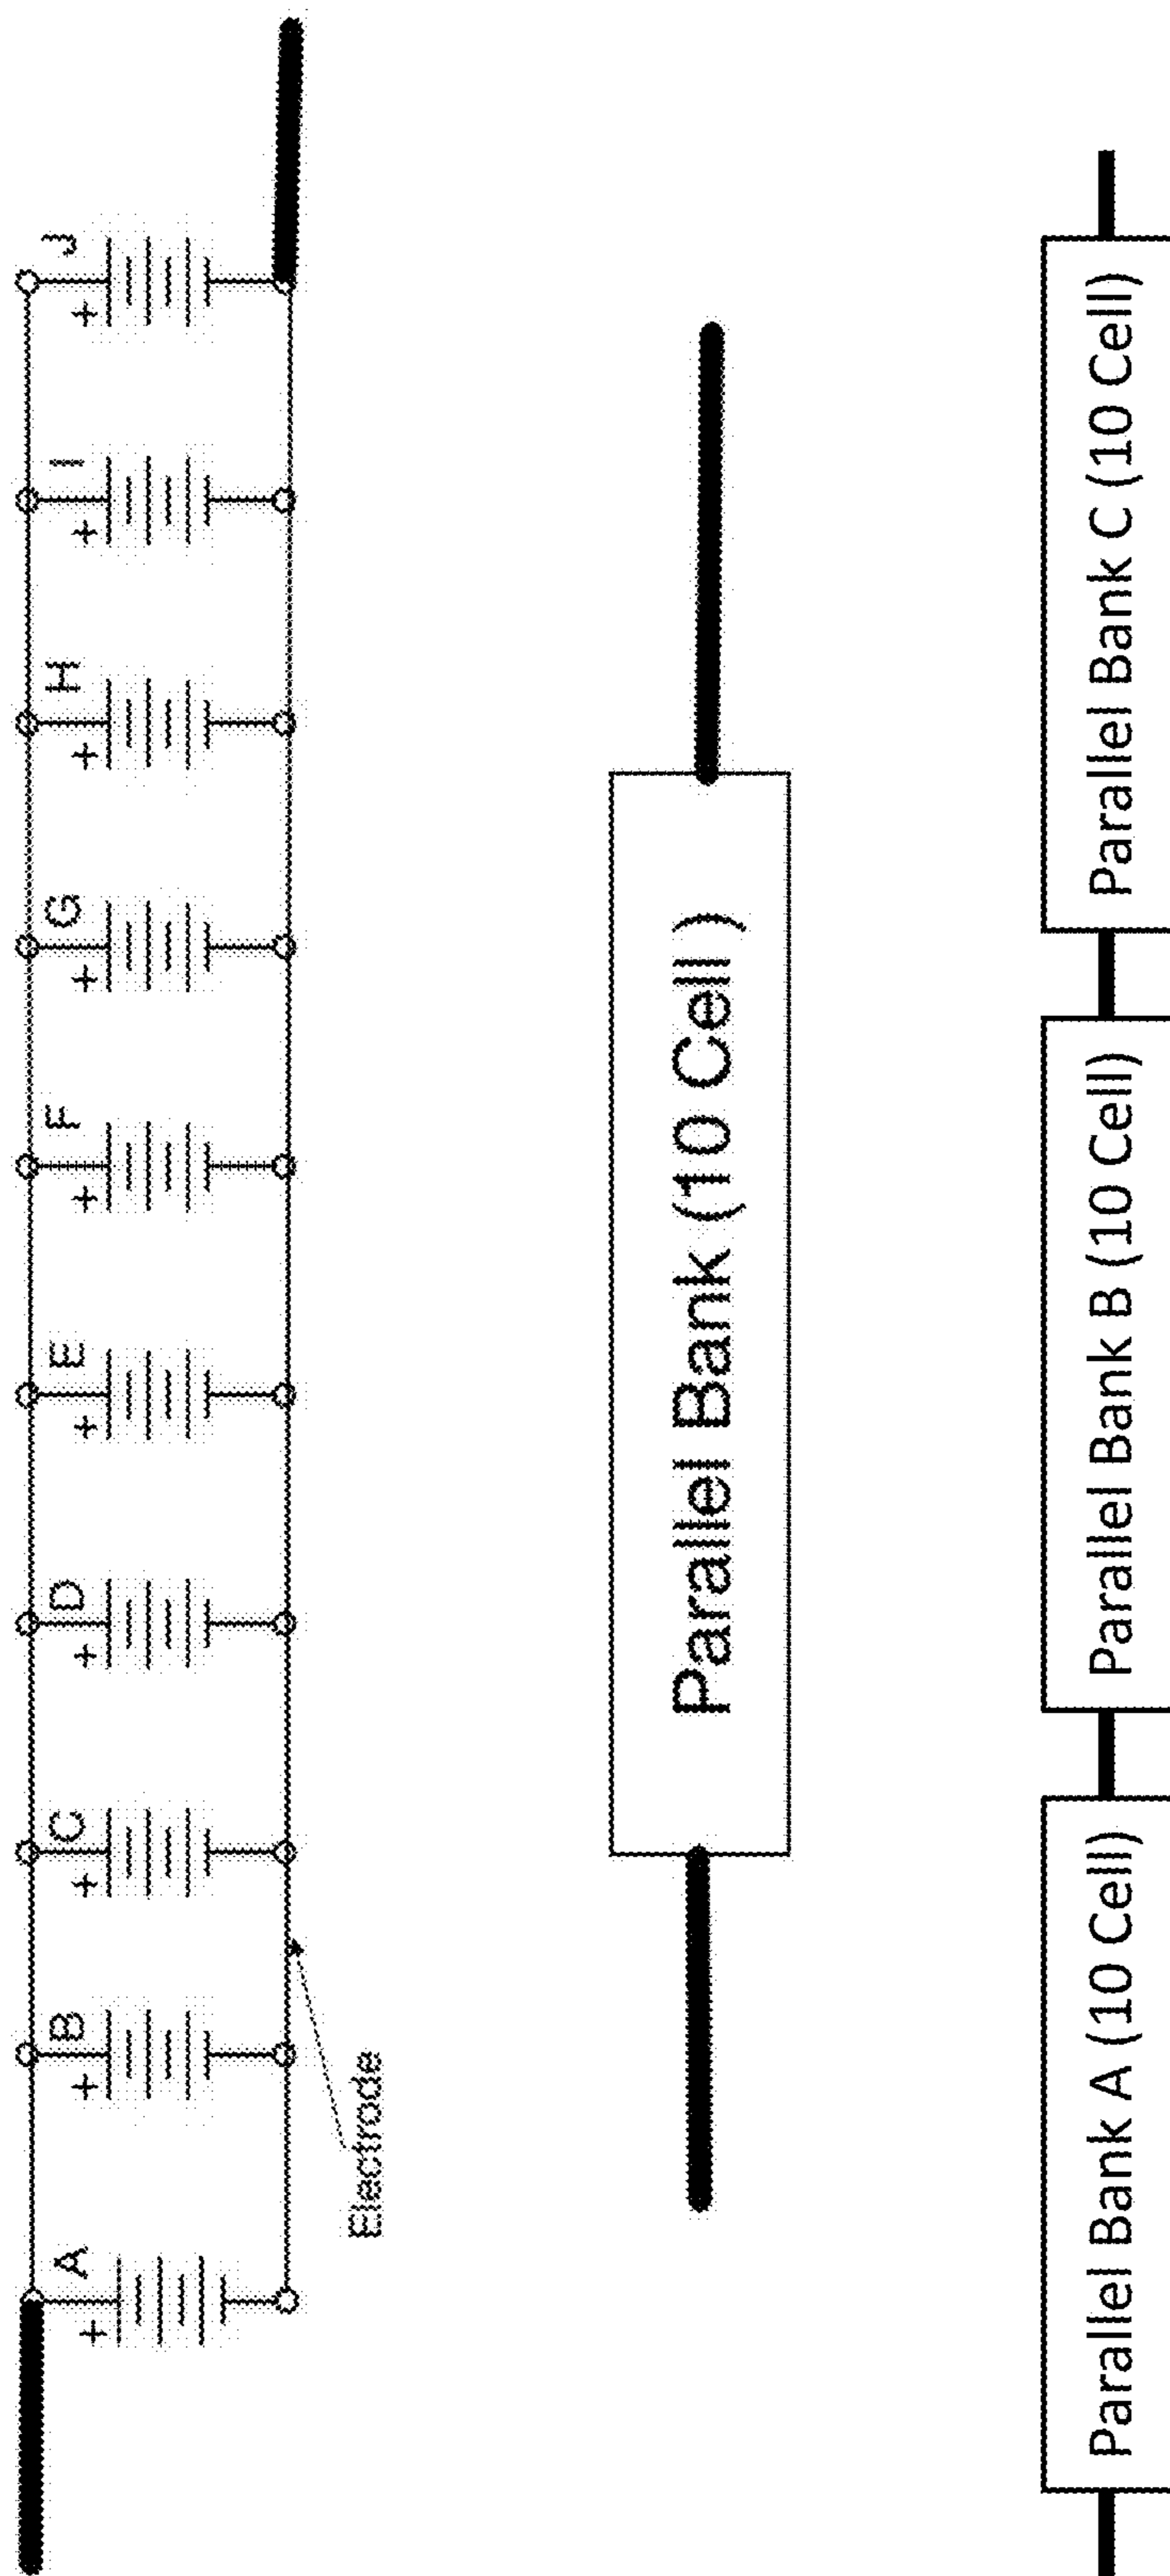 A B C D E F G H I J
+ + + + + + + + + +
Electrode
Parallel Bank (10 Cell )
Parallel Bank A (10 Cell)
Parallel Bank B (10 Cell)
Parallel Bank C (10 Cell)